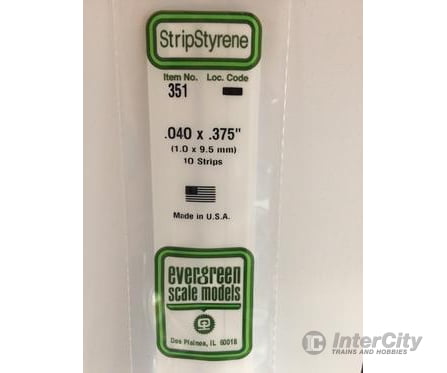 StripStyrene
Item No. Loc. Code
351
.040 x .375"
(1.0 x 9.5 mm)
10 Strips
Made in U.S.A.
evergreen
scale models
Des Plaines, IL 60018
InterCity
TRAINS AND HOBBIES